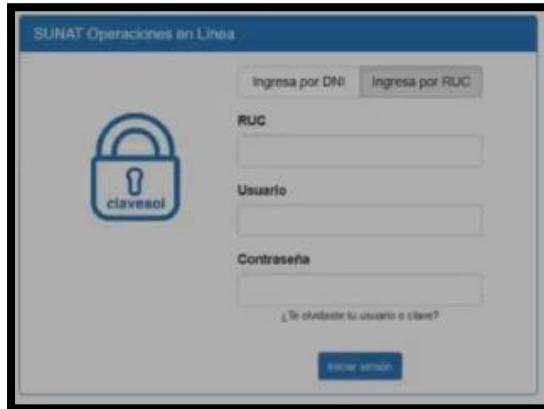 SUNAT Operaciones en Línea
Ingresa por DNI
Ingresa por RUC
RUC
clavesol
Usuario
Contraseña
¿Te olvidaste tu usuario o clave?
Iniciar sesión